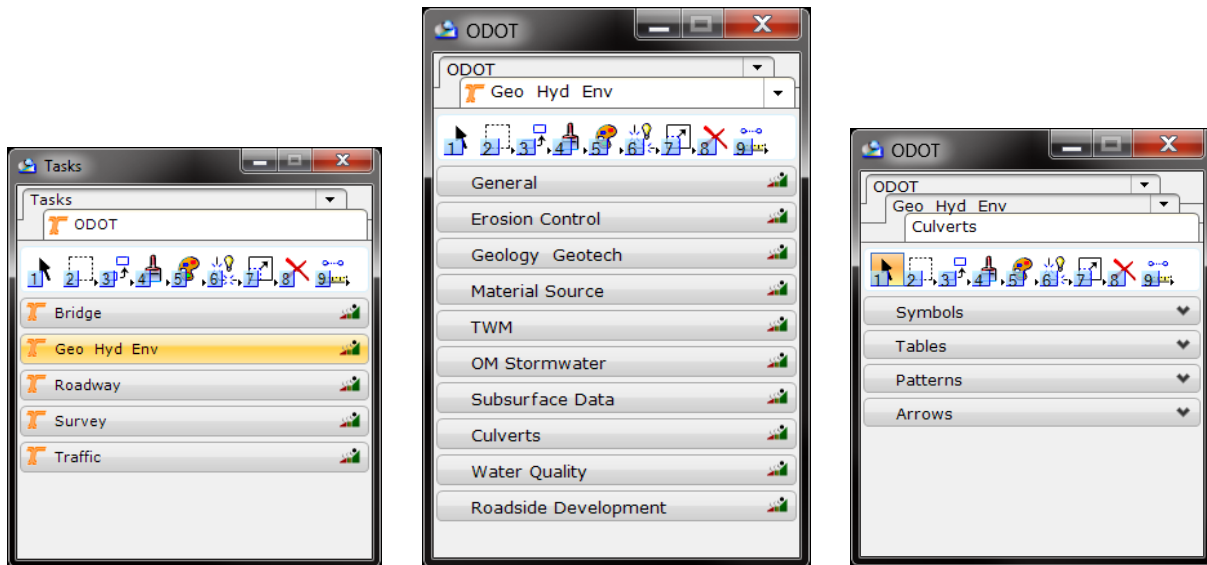 Tasks
Tasks
ODOT
1 2 3 4 5 6 7 8 9
Bridge
Geo Hyd Env
Roadway
Survey
Traffic
ODOT
ODOT
Geo Hyd Env
1 2 3 4 5 6 7 8 9
General
Erosion Control
Geology Geotech
Material Source
TWM
OM Stormwater
Subsurface Data
Culverts
Water Quality
Roadside Development
ODOT
ODOT
Geo Hyd Env
Culverts
1 2 3 4 5 6 7 8 9
Symbols
Tables
Patterns
Arrows